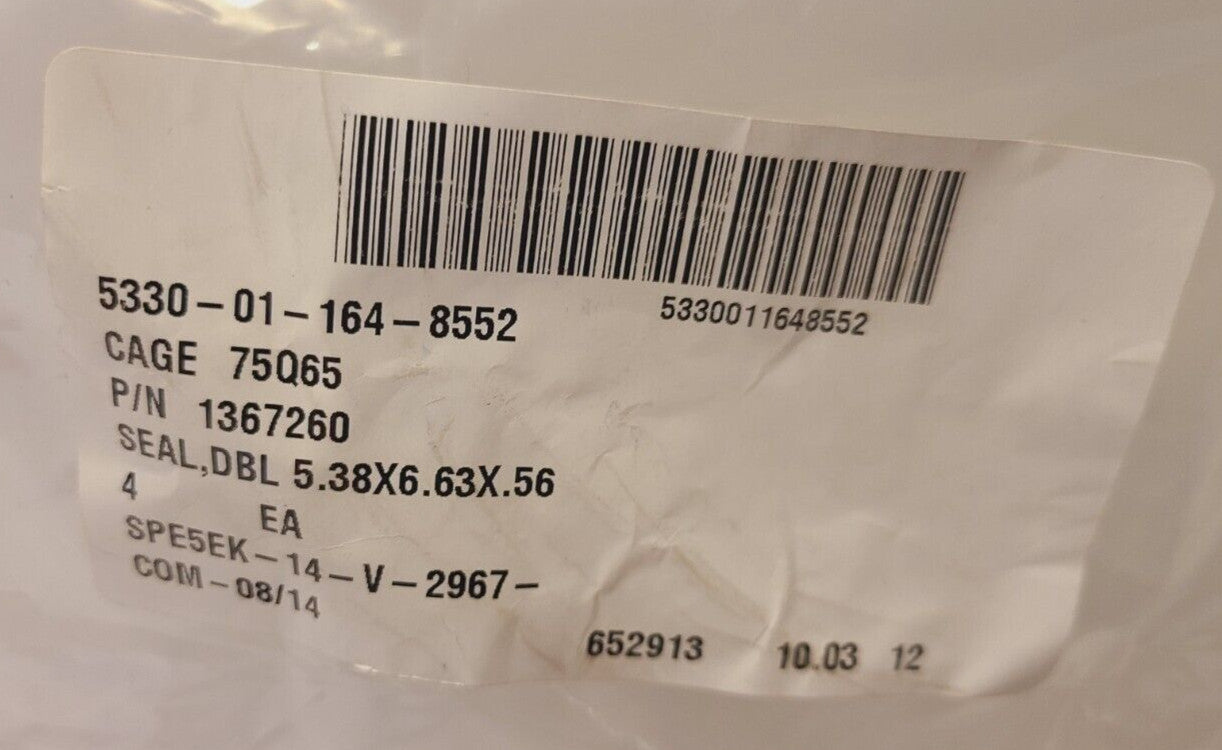 5330011648552
5330-01-164-8552
CAGE 75Q65
P/N 1367260
SEAL,DBL 5.38X6.63X.56
4 EA
SPE5EK-14-V-2967-
COM-08/14
652913 10.03 12